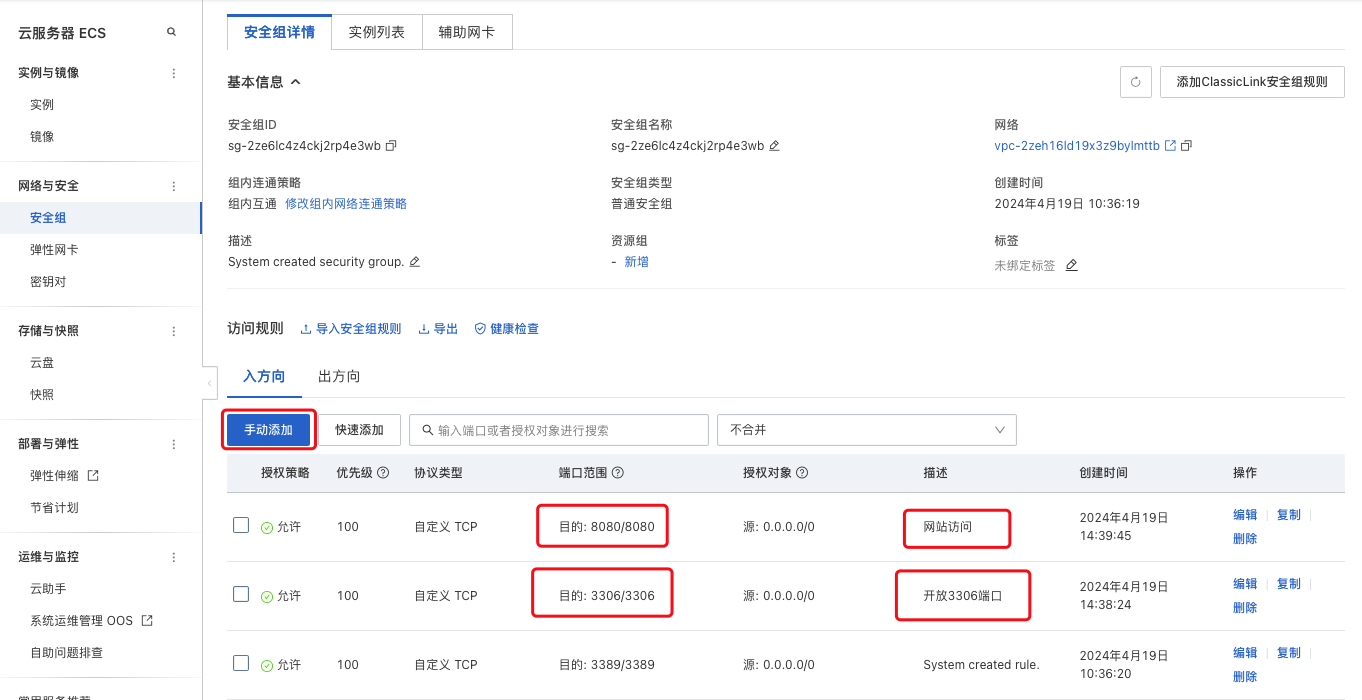 云服务器 ECS
实例与镜像
实例
镜像
网络与安全
安全组
弹性网卡
密钥对
存储与快照
云盘
快照
部署与弹性
弹性伸缩
节省计划
运维与监控
云助手
系统运维管理 OOS
自助问题排查
安全组详情 实例列表 辅助网卡
基本信息
添加ClassicLink安全组规则
安全组ID 安全组名称 网络
sg-2ze6lc4z4ckj2rp4e3wb sg-2ze6lc4z4ckj2rp4e3wb vpc-2zeh16ld19x3z9bylmttb
组内连通策略 安全组类型 创建时间
组内互通 修改组内网络连通策略 普通安全组 2024年4月19日 10:36:19
描述 资源组 标签
System created security group. - 新增 未绑定标签
访问规则 导入安全组规则 导出 健康检查
入方向 出方向
手动添加 快速添加 输入端口或者授权对象进行搜索 不合并
授权策略 优先级 协议类型 端口范围 授权对象 描述 创建时间 操作
允许 100 自定义 TCP 目的: 8080/8080 源: 0.0.0.0/0 网站访问 2024年4月19日 14:39:45 编辑 复制 删除
允许 100 自定义 TCP 目的: 3306/3306 源: 0.0.0.0/0 开放3306端口 2024年4月19日 14:38:24 编辑 复制 删除
允许 100 自定义 TCP 目的: 3389/3389 源: 0.0.0.0/0 System created rule. 2024年4月19日 10:36:20 编辑 复制 删除